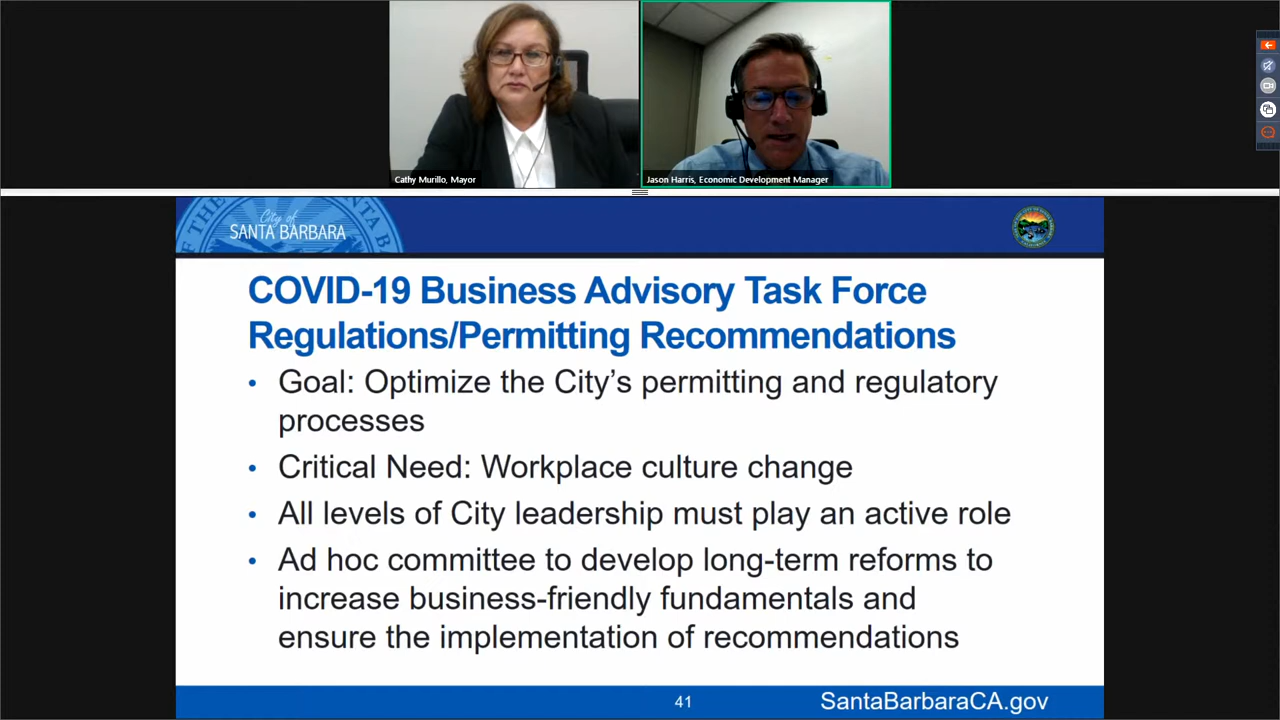 Cathy Murillo, Mayor
Jason Harris, Economic Development Manager
City of
SANTA BARBARA
COVID-19 Business Advisory Task Force
Regulations/Permitting Recommendations
• Goal: Optimize the City's permitting and regulatory
processes
• Critical Need: Workplace culture change
• All levels of City leadership must play an active role
• Ad hoc committee to develop long-term reforms to
increase business-friendly fundamentals and
ensure the implementation of recommendations
41
SantaBarbaraCA.gov